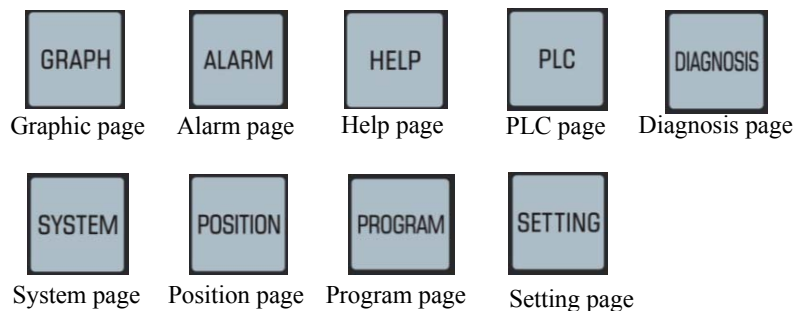 GRAPH ALARM HELP PLC DIAGNOSIS
Graphic page Alarm page Help page PLC page Diagnosis page
SYSTEM POSITION PROGRAM SETTING
System page Position page Program page Setting page